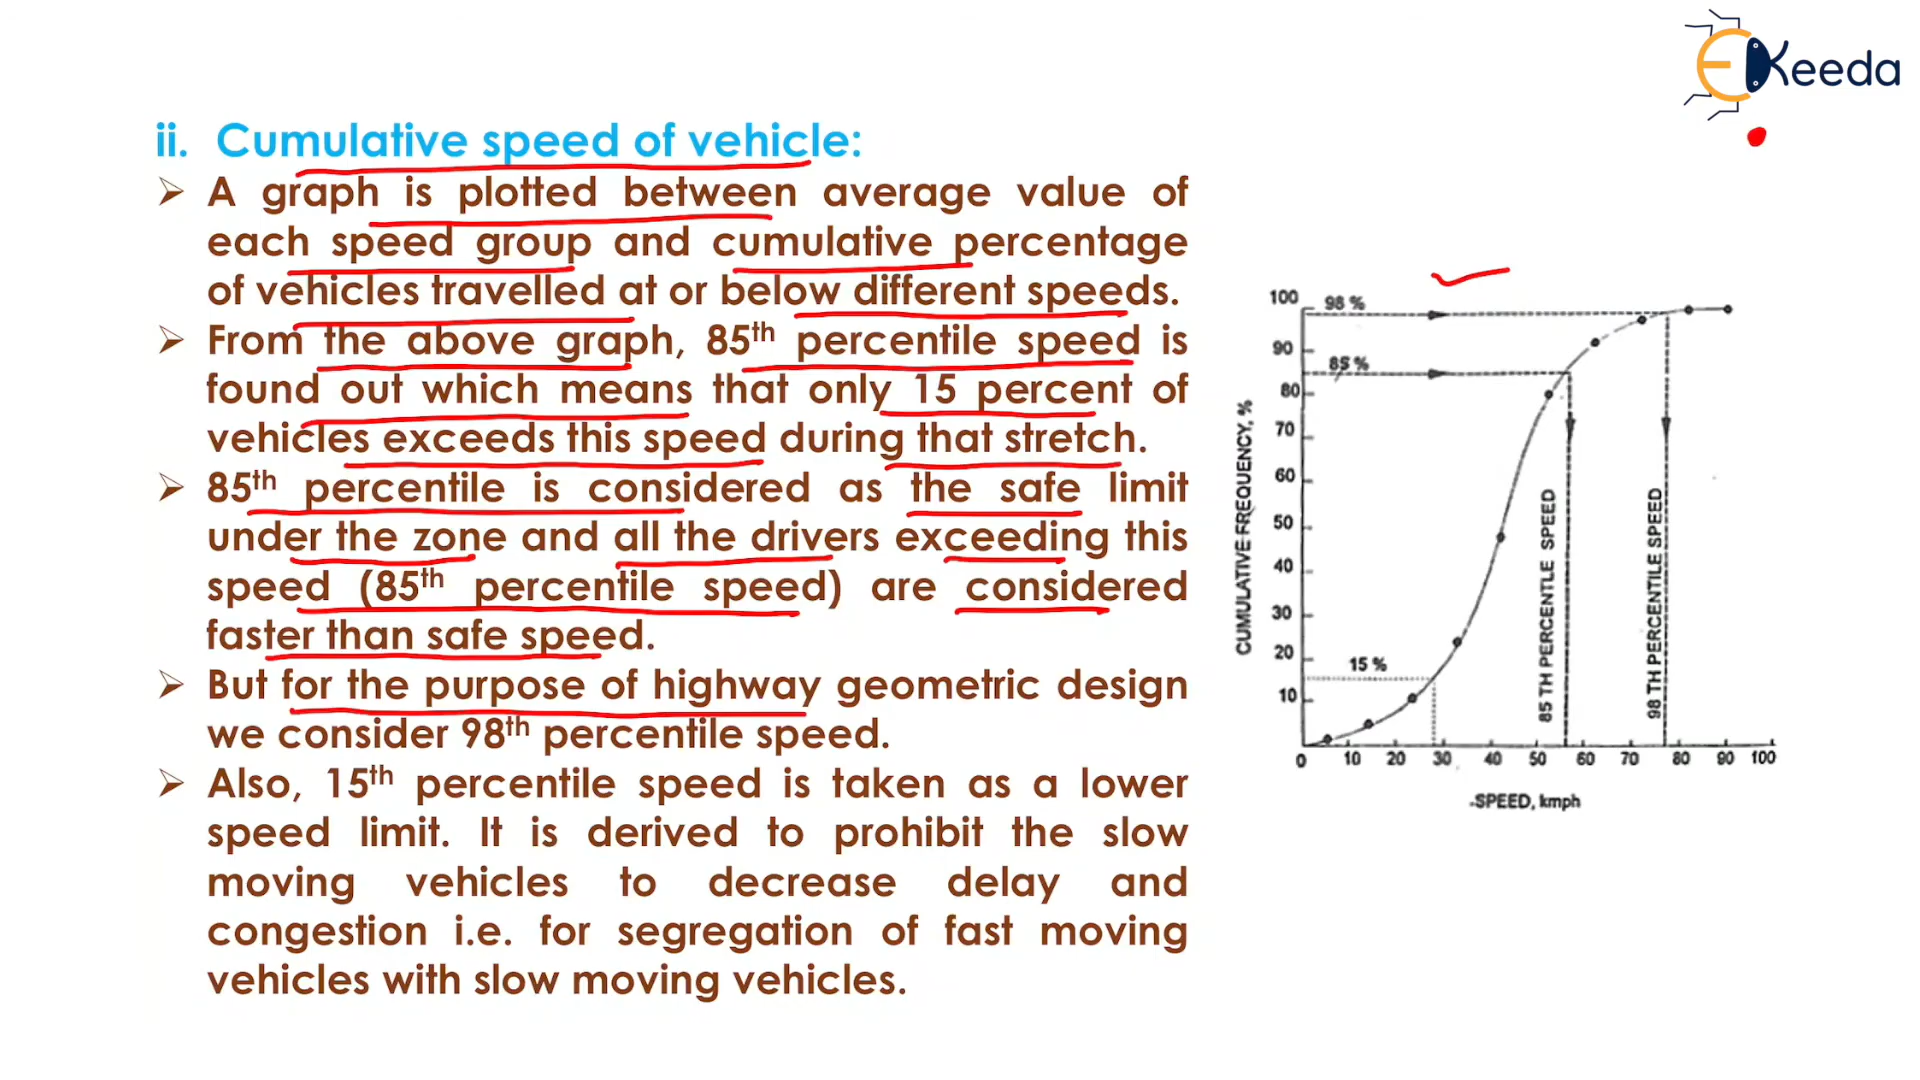 EKeeda
ii. Cumulative speed of vehicle:
➢ A graph is plotted between average value of
each speed group and cumulative percentage
of vehicles travelled at or below different speeds.
➢ From the above graph, 85th percentile speed is
found out which means that only 15 percent of
vehicles exceeds this speed during that stretch.
➢ 85th percentile is considered as the safe limit
under the zone and all the drivers exceeding this
speed (85th percentile speed) are considered
faster than safe speed.
➢ But for the purpose of highway geometric design
we consider 98th percentile speed.
➢ Also, 15th percentile speed is taken as a lower
speed limit. It is derived to prohibit the slow
moving vehicles to decrease delay and
congestion i.e. for segregation of fast moving
vehicles with slow moving vehicles.
CUMULATIVE FREQUENCY, %
100
90
80
70
60
50
40
30
20
10
98 %
85 %
15 %
85 TH PERCENTLE SPEED
98 TH PERCENTILE SPEED
0 10 20 30 40 50 60 70 80 90 100
SPEED, kmph